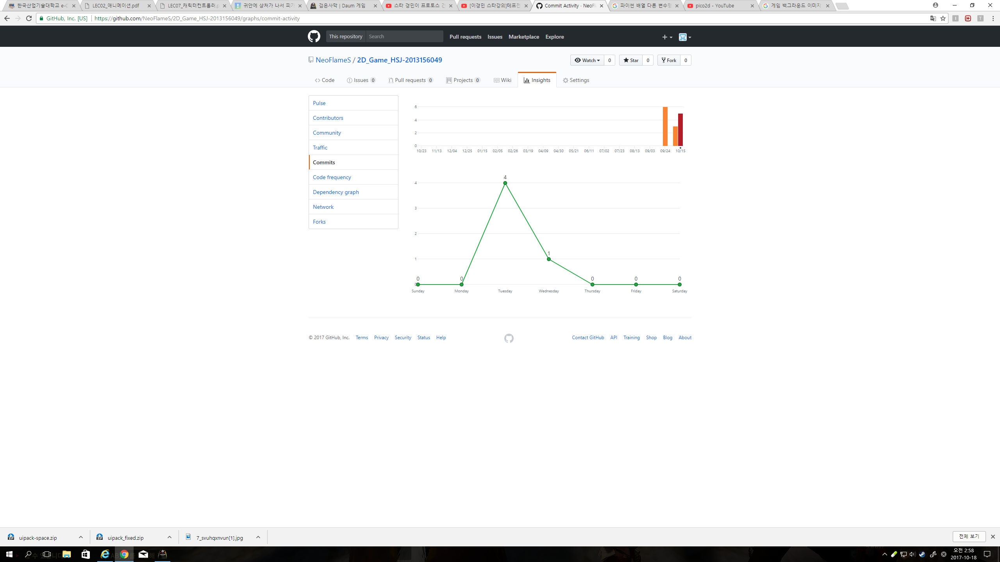 한국산업기술대학교 e-C
LEC02_애니메이션.pdf
LEC07_캐릭터컨트롤러.p
귀안에 상처가 나서 피가
검은사막 | Daum 게임
스타 경민이 프로토스 건
[이경민 스타강의]테프전
Commit Activity · NeoFla
파이썬 배열 다른 변수형
pico2d - YouTube
게임 백그라운드 이미지
GitHub, Inc. [US]
https://github.com/NeoFlameS/2D_Game_HSJ-2013156049/graphs/commit-activity
This repository
Search
Pull requests
Issues
Marketplace
Explore
NeoFlameS / 2D_Game_HSJ-2013156049
Watch 0
Star 0
Fork 0
Code
Issues 0
Pull requests 0
Projects 0
Wiki
Insights
Settings
Pulse
Contributors
Community
Traffic
Commits
Code frequency
Dependency graph
Network
Forks
6
4
2
0
10/23 11/13 12/04 12/25 01/15 02/05 02/26 03/19 04/09 04/30 05/21 06/11 07/02 07/23 08/13 09/03 09/24 10/15
4
4
3
2
1
1
0 0 0 0 0
0
Sunday Monday Tuesday Wednesday Thursday Friday Saturday
© 2017 GitHub, Inc. Terms Privacy Security Status Help
Contact GitHub API Training Shop Blog About
uipack-space.zip
uipack_fixed.zip
7_svuhqxnvun[1].jpg
전체 보기
오전 2:58
2017-10-18